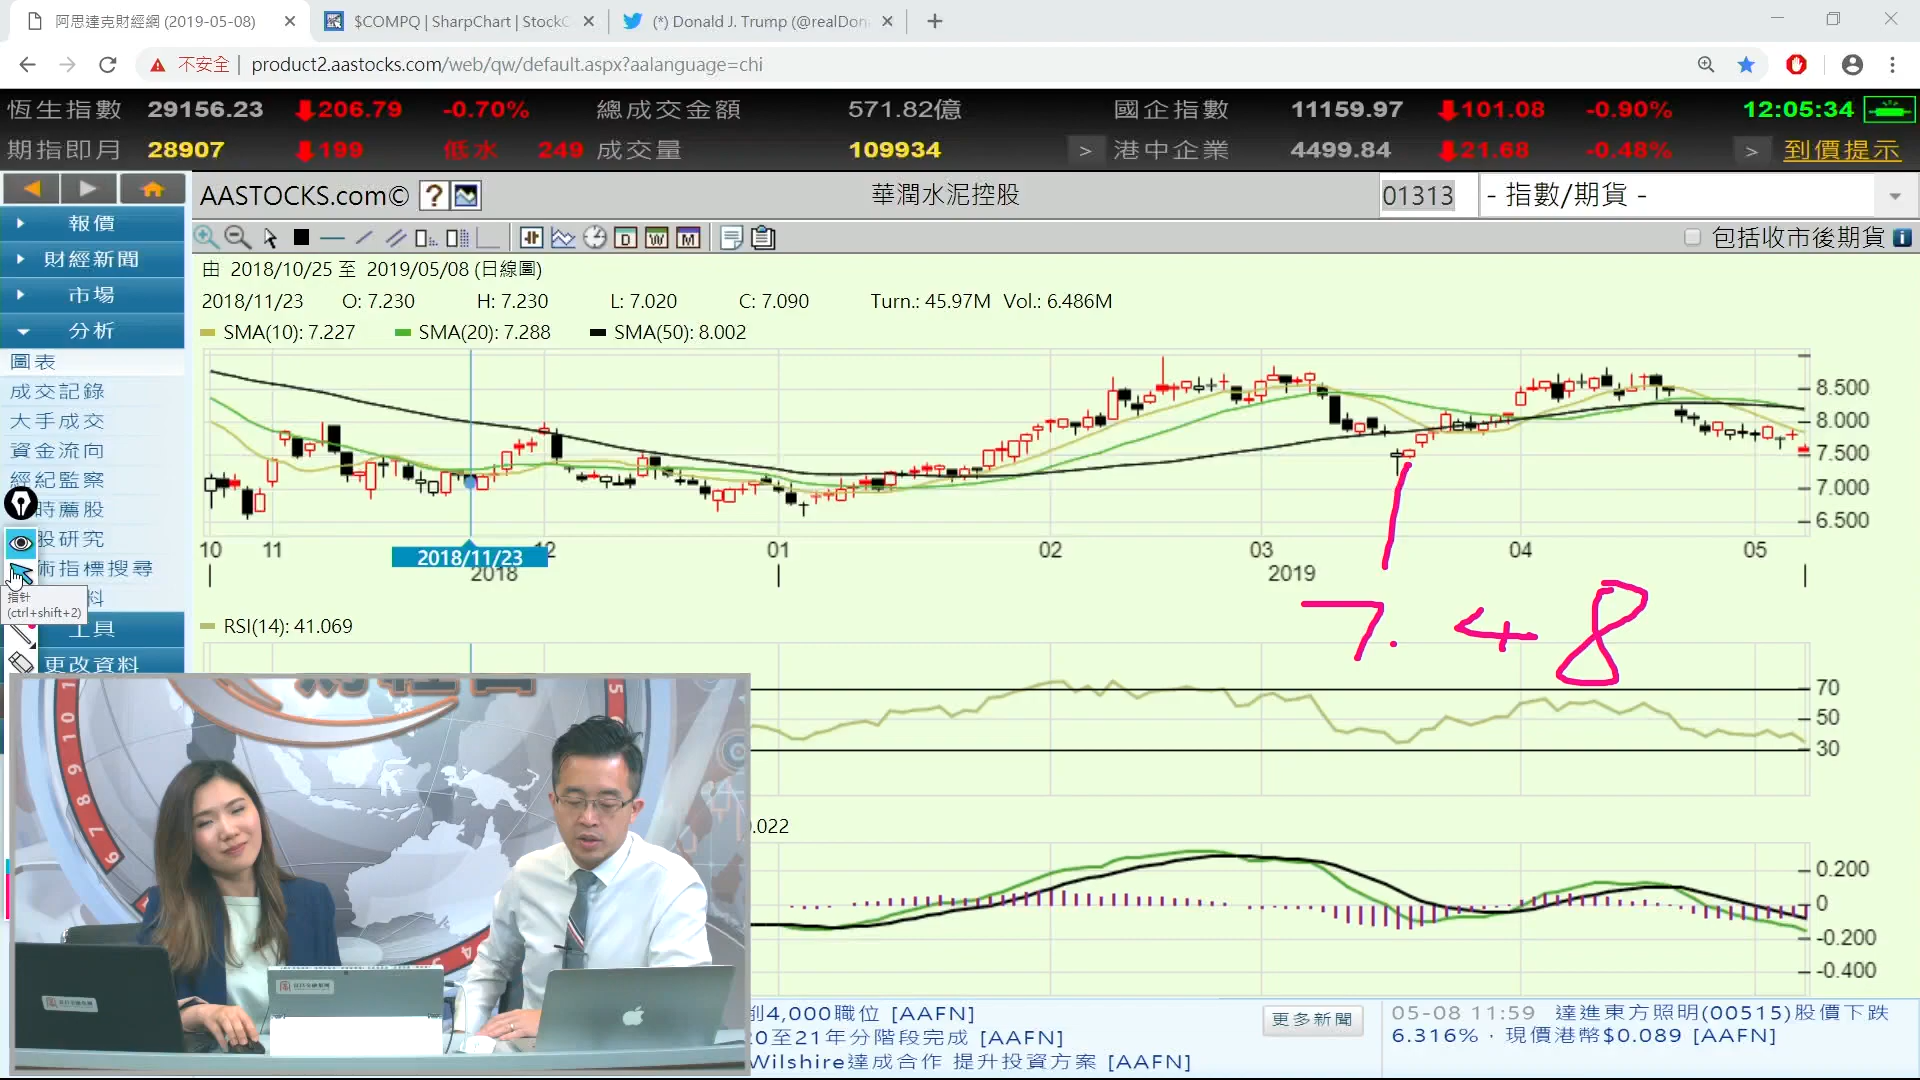 阿思達克財經網 (2019-05-08)
$COMPQ | SharpChart | StockC
(*) Donald J. Trump (@realDon
不安全
product2.aastocks.com/web/qw/default.aspx?aalanguage=chi
恆生指數 29156.23 206.79 -0.70% 總成交金額 571.82億 國企指數 11159.97 101.08 -0.90% 12:05:34
期指即月 28907 199 低水 249 成交量 109934 > 港中企業 4499.84 21.68 -0.48% > 到價提示
AASTOCKS.com© ? 華潤水泥控股 01313 - 指數/期貨 -
D W M 包括收市後期貨 i
報價
財經新聞
市場
分析
圖表
成交記錄
大手成交
資金流向
經紀監察
時薦股
股研究
術指標搜尋
指针
(ctrl+shift+2)
料
工具
更改資料
由 2018/10/25 至 2019/05/08 (日線圖)
2018/11/23 O: 7.230 H: 7.230 L: 7.020 C: 7.090 Turn.: 45.97M Vol.: 6.486M
SMA(10): 7.227 SMA(20): 7.288 SMA(50): 8.002
8.500
8.000
7.500
7.000
6.500
10 11 12 01 02 03 04 05
2018/11/23
2018 2019
7.48
RSI(14): 41.069
70
50
30
0.022
0.200
0
-0.200
-0.400
削4,000職位 [AAFN]
20至21年分階段完成 [AAFN]
Wilshire達成合作 提升投資方案 [AAFN]
更多新聞
05-08 11:59 達進東方照明(00515)股價下跌
6.316%﹐現價港幣$0.089 [AAFN]